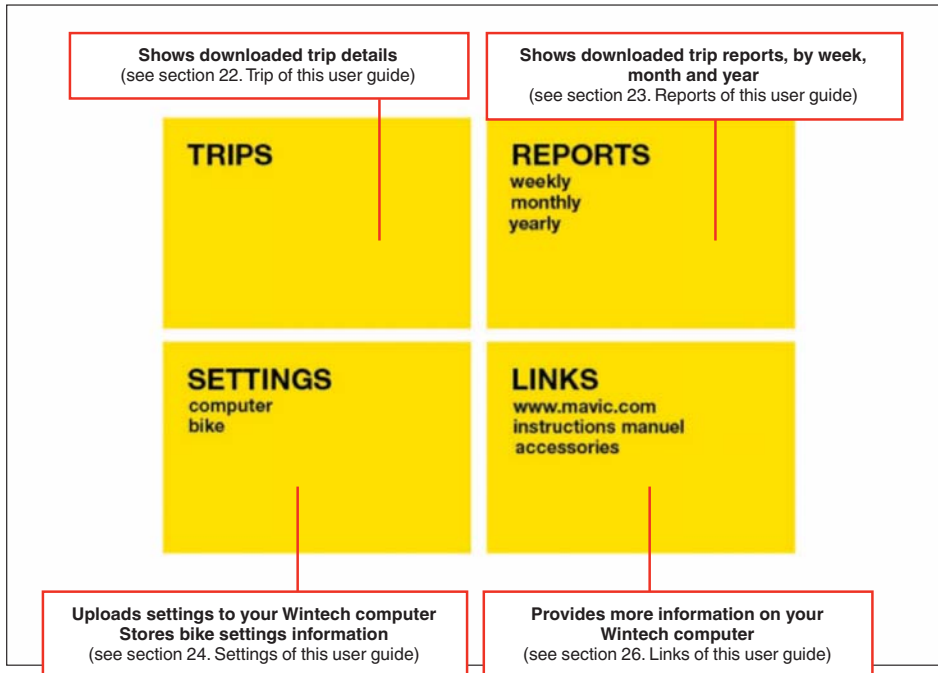 Shows downloaded trip details
(see section 22. Trip of this user guide)
Shows downloaded trip reports, by week,
month and year
(see section 23. Reports of this user guide)
TRIPS
REPORTS
weekly
monthly
yearly
SETTINGS
computer
bike
LINKS
www.mavic.com
instructions manuel
accessories
Uploads settings to your Wintech computer
Stores bike settings information
(see section 24. Settings of this user guide)
Provides more information on your
Wintech computer
(see section 26. Links of this user guide)